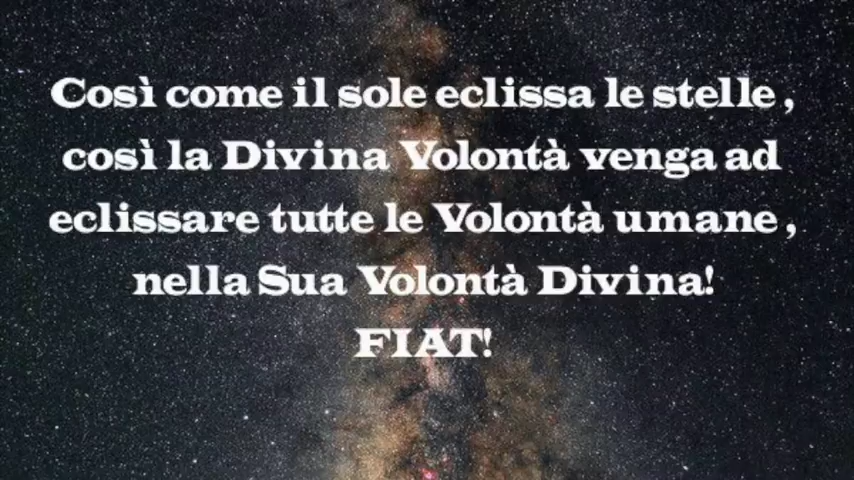 Così come il sole eclissa le stelle,
così la Divina Volontà venga ad
eclissare tutte le Volontà umane,
nella Sua Volontà Divina!
FIAT!